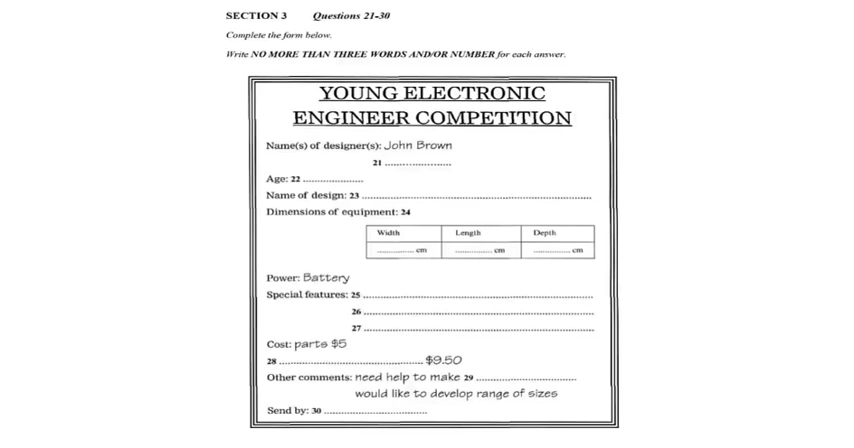 SECTION 3 Questions 21-30
Complete the form below.
Write NO MORE THAN THREE WORDS AND/OR NUMBER for each answer.
YOUNG ELECTRONIC
ENGINEER COMPETITION
Name(s) of designer(s): John Brown
21 ......................
Age: 22 ....................
Name of design: 23 ............................................................................
Dimensions of equipment: 24
Width Length Depth
............... cm ............... cm ............... cm
Power: Battery
Special features: 25 ............................................................................
26 ............................................................................
27 ............................................................................
Cost: parts $5
28 ................................................ $9.50
Other comments: need help to make 29 .................................
would like to develop range of sizes
Send by: 30 ..................................